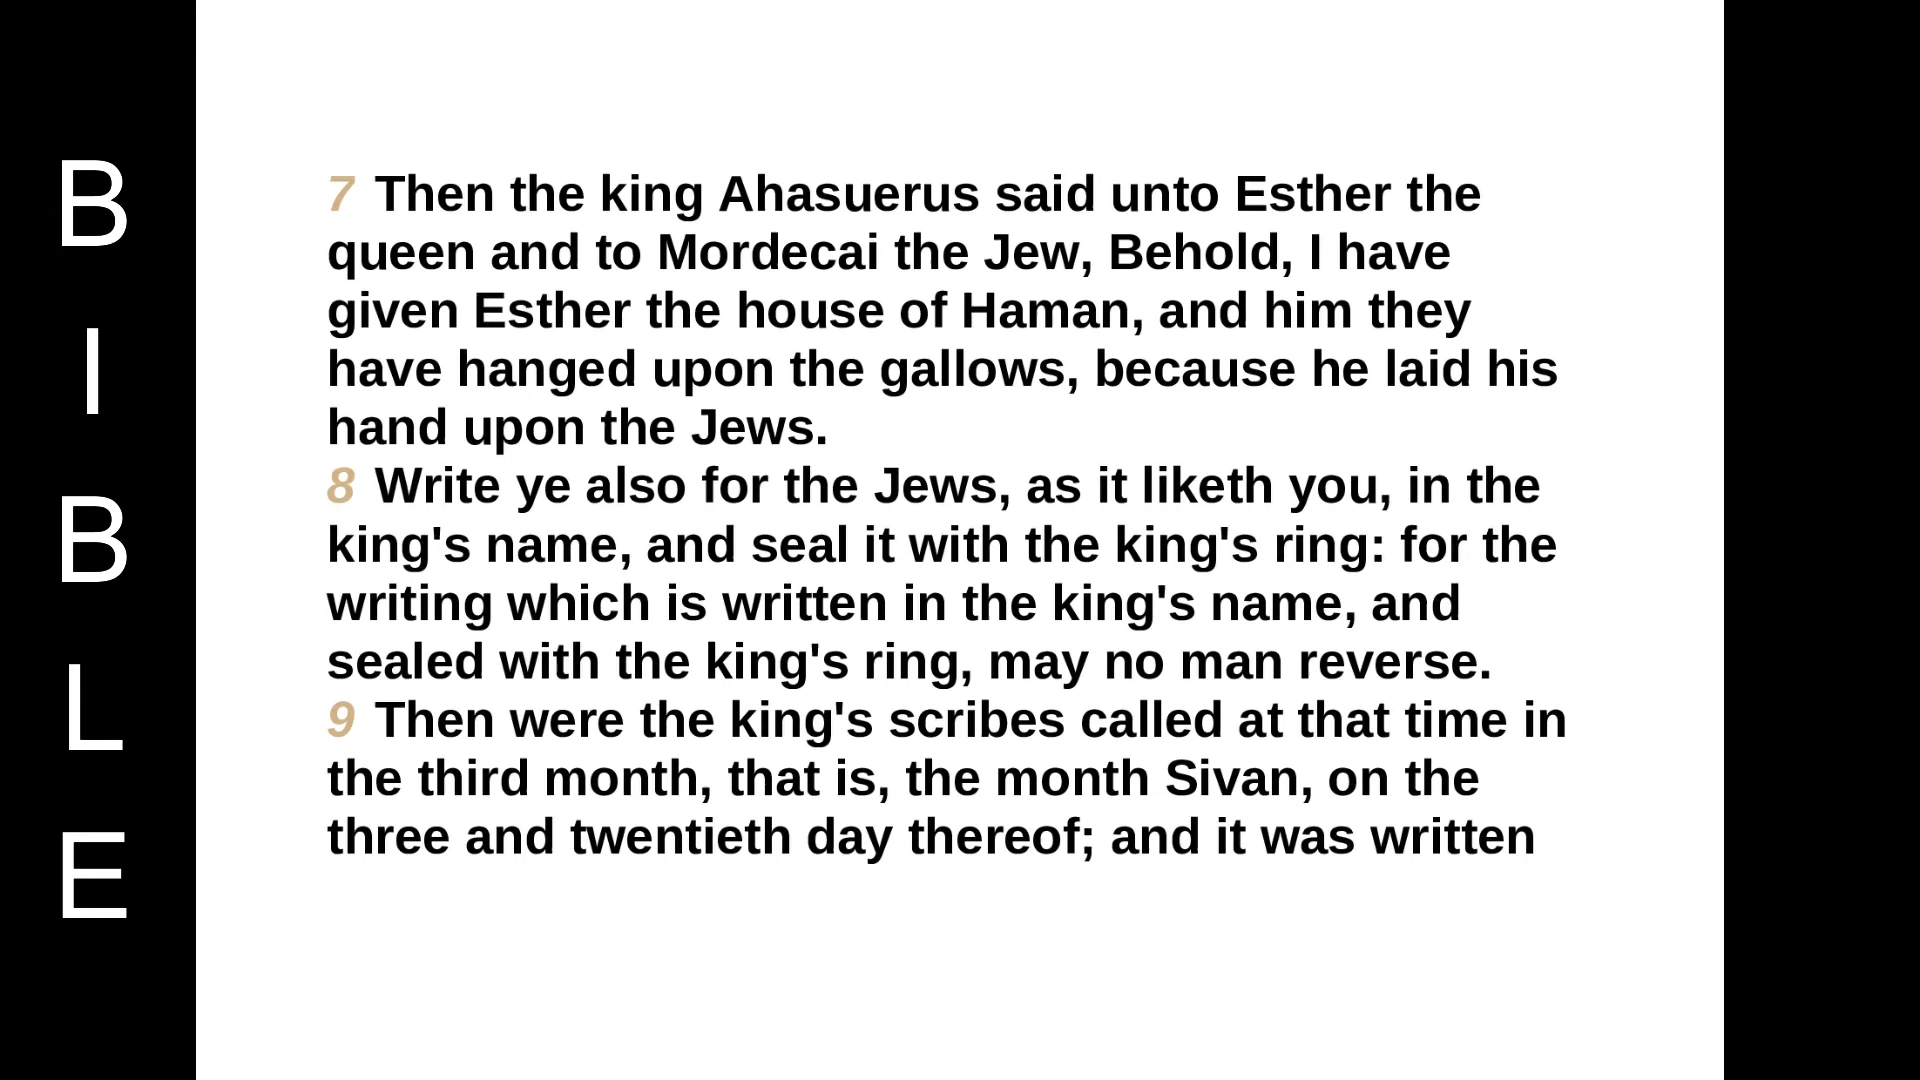 BIBLE
7 Then the king Ahasuerus said unto Esther the
queen and to Mordecai the Jew, Behold, I have
given Esther the house of Haman, and him they
have hanged upon the gallows, because he laid his
hand upon the Jews.
8 Write ye also for the Jews, as it liketh you, in the
king's name, and seal it with the king's ring: for the
writing which is written in the king's name, and
sealed with the king's ring, may no man reverse.
9 Then were the king's scribes called at that time in
the third month, that is, the month Sivan, on the
three and twentieth day thereof; and it was written